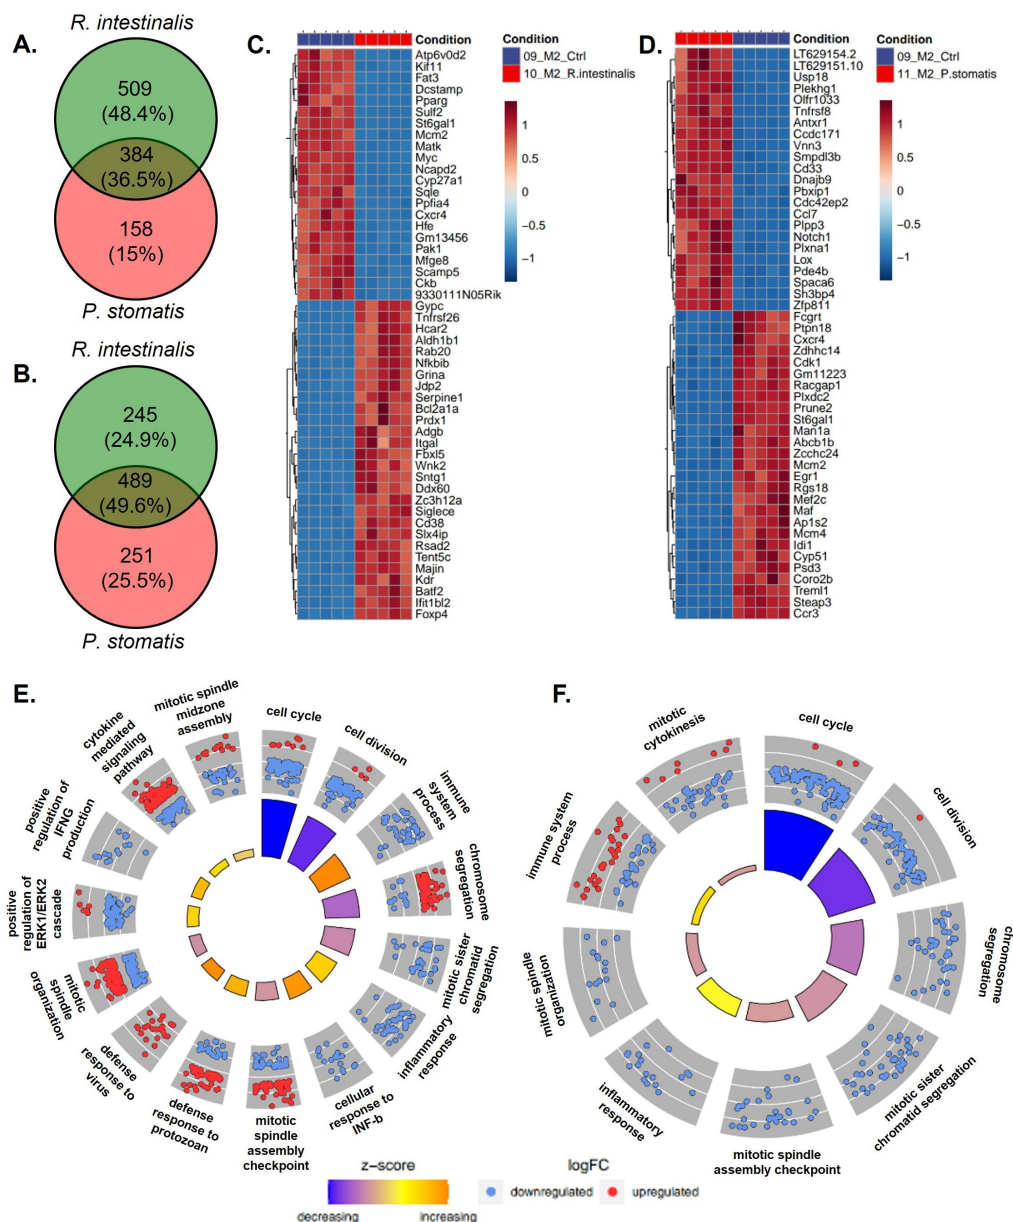 A.
R. intestinalis
509
(48.4%)
384
(36.5%)
158
(15%)
P. stomatis
B.
R. intestinalis
245
(24.9%)
489
(49.6%)
251
(25.5%)
P. stomatis
C.
Condition
Atp6v0d2
Kif11
Fat3
Dcstamp
Pparg
Sulf2
St6gal1
Mcm2
Matk
Myc
Ncapd2
Cyp27a1
Sqle
Ppfia4
Cxcr4
Hfe
Gm13456
Pak1
Mfge8
Scamp5
Ckb
9330111N05Rik
Gypc
Tnfrsf26
Hcar2
Aldh1b1
Rab20
Nfkbib
Grina
Jdp2
Serpine1
Bcl2a1a
Prdx1
Adgb
Itgal
Fbxl5
Wnk2
Sntg1
Ddx60
Zc3h12a
Siglece
Cd38
Slx4ip
Rsad2
Tent5c
Majin
Kdr
Batf2
Ifit1bl2
Foxp4
Condition
09_M2_Ctrl
10_M2_R.intestinalis
1
0.5
0
−0.5
−1
D.
Condition
LT629154.2
LT629151.10
Usp18
Plekhg1
Olfr1033
Tnfrsf8
Antxr1
Ccdc171
Vnn3
Smpdl3b
Cd33
Dnajb9
Pbxip1
Cdc42ep2
Ccl7
Plpp3
Notch1
Plxna1
Lox
Pde4b
Spaca6
Sh3bp4
Zfp811
Fcgrt
Ptpn18
Cxcr4
Zdhhc14
Cdk1
Gm11223
Racgap1
Plxdc2
Prune2
St6gal1
Man1a
Abcb1b
Zcchc24
Mcm2
Egr1
Rgs18
Mef2c
Maf
Ap1s2
Mcm4
Idi1
Cyp51
Psd3
Coro2b
Treml1
Steap3
Ccr3
Condition
09_M2_Ctrl
11_M2_P.stomatis
1
0.5
0
−0.5
−1
E.
cell cycle
cell division
immune
system
process
chromosome
segregation
mitotic sister
chromatid
segregation
inflammatory
response
cellular
response to
INF-b
mitotic
spindle
assembly
checkpoint
defense
response to
protozoan
defense
response to
virus
mitotic
spindle
organization
positive
regulation of
ERK1/ERK2
cascade
positive
regulation of
IFNG
production
cytokine
mediated
signaling
pathway
mitotic spindle
midzone
assembly
F.
cell cycle
cell division
chromosome
segregation
mitotic sister
chromatid segregation
mitotic spindle
assembly checkpoint
inflammatory
response
mitotic spindle
organization
immune system
process
mitotic
cytokinesis
z-score
decreasing
increasing
logFC
downregulated
upregulated